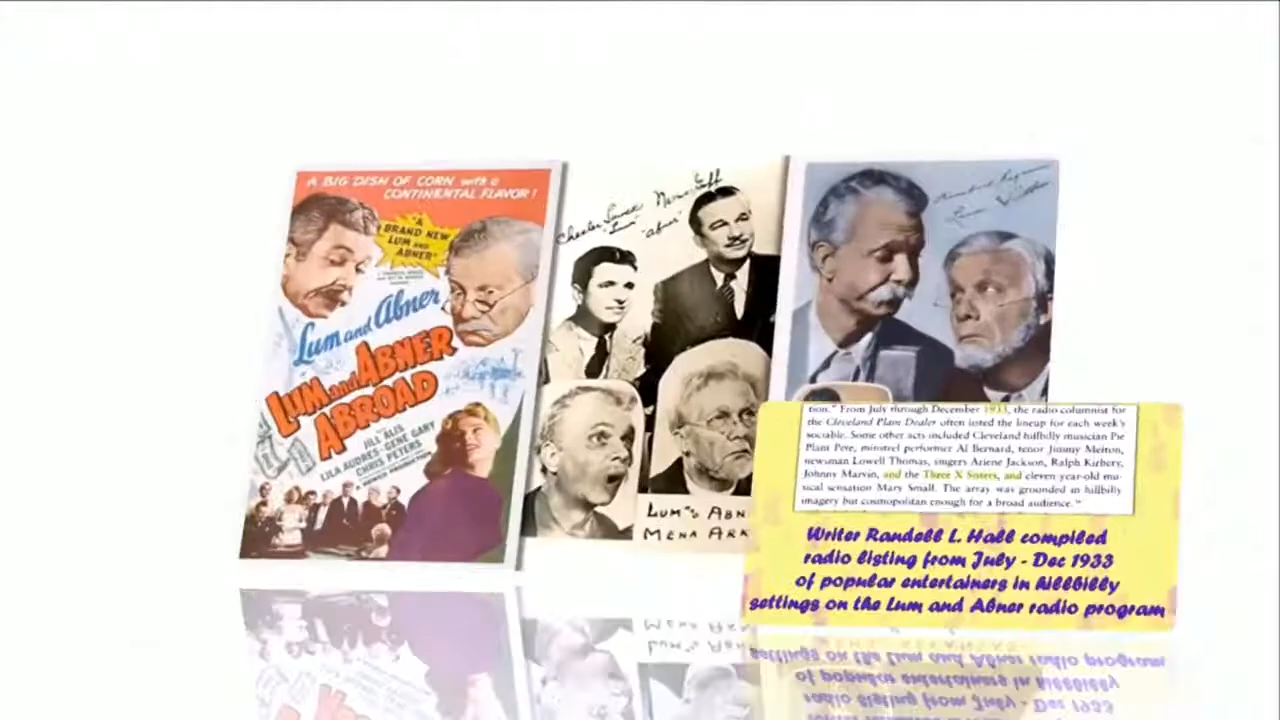 A BIG DISH OF CORN with a
CONTINENTAL FLAVOR!
"A
BRAND NEW
LUM AND
ABNER"
Lum and Abner
LUM and ABNER
ABROAD
JILL ALIS
LILA AUDRES - GENE GARY
CHRIS PETERS
Chester Lauck Norris Goff
"Lum" "Abner"
LUM & ABN
MENA ARK
tion." From July through December 1933, the radio columnist for
the Cleveland Plain Dealer often listed the lineup for each week's
sociable. Some other acts included Cleveland hillbilly musician Pie
Plant Pete, minstrel performer Al Bernard, tenor Jimmy Melton,
newsman Lowell Thomas, singers Arlene Jackson, Ralph Kirbery,
Johnny Marvin, and the Three X Sisters, and eleven year-old mu-
sical sensation Mary Small. The array was grounded in hillbilly
imagery but cosmopolitan enough for a broad audience."
Writer Randell L. Hall compiled
radio listing from July - Dec 1933
of popular entertainers in hillbilly
settings on the Lum and Abner radio program